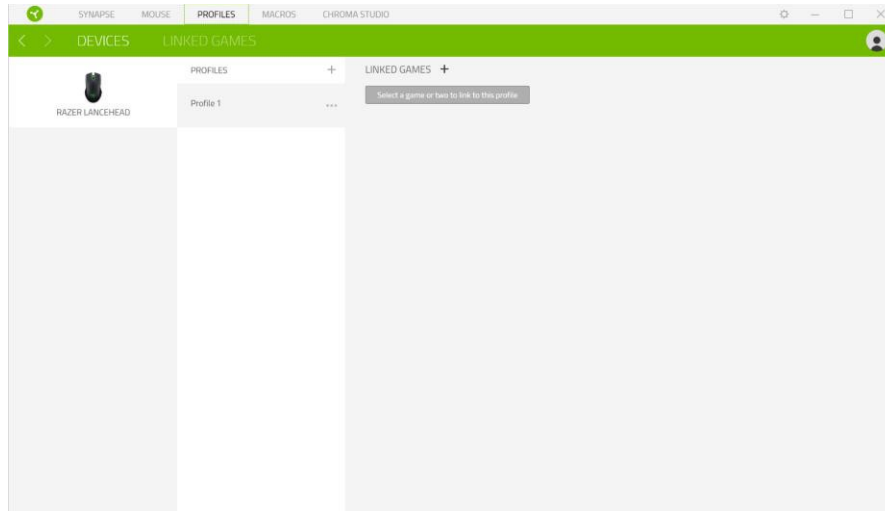 SYNAPSE MOUSE PROFILES MACROS CHROMA STUDIO
DEVICES LINKED GAMES
RAZER LANCEHEAD
PROFILES
Profile 1
LINKED GAMES
Select a game or two to link to this profile